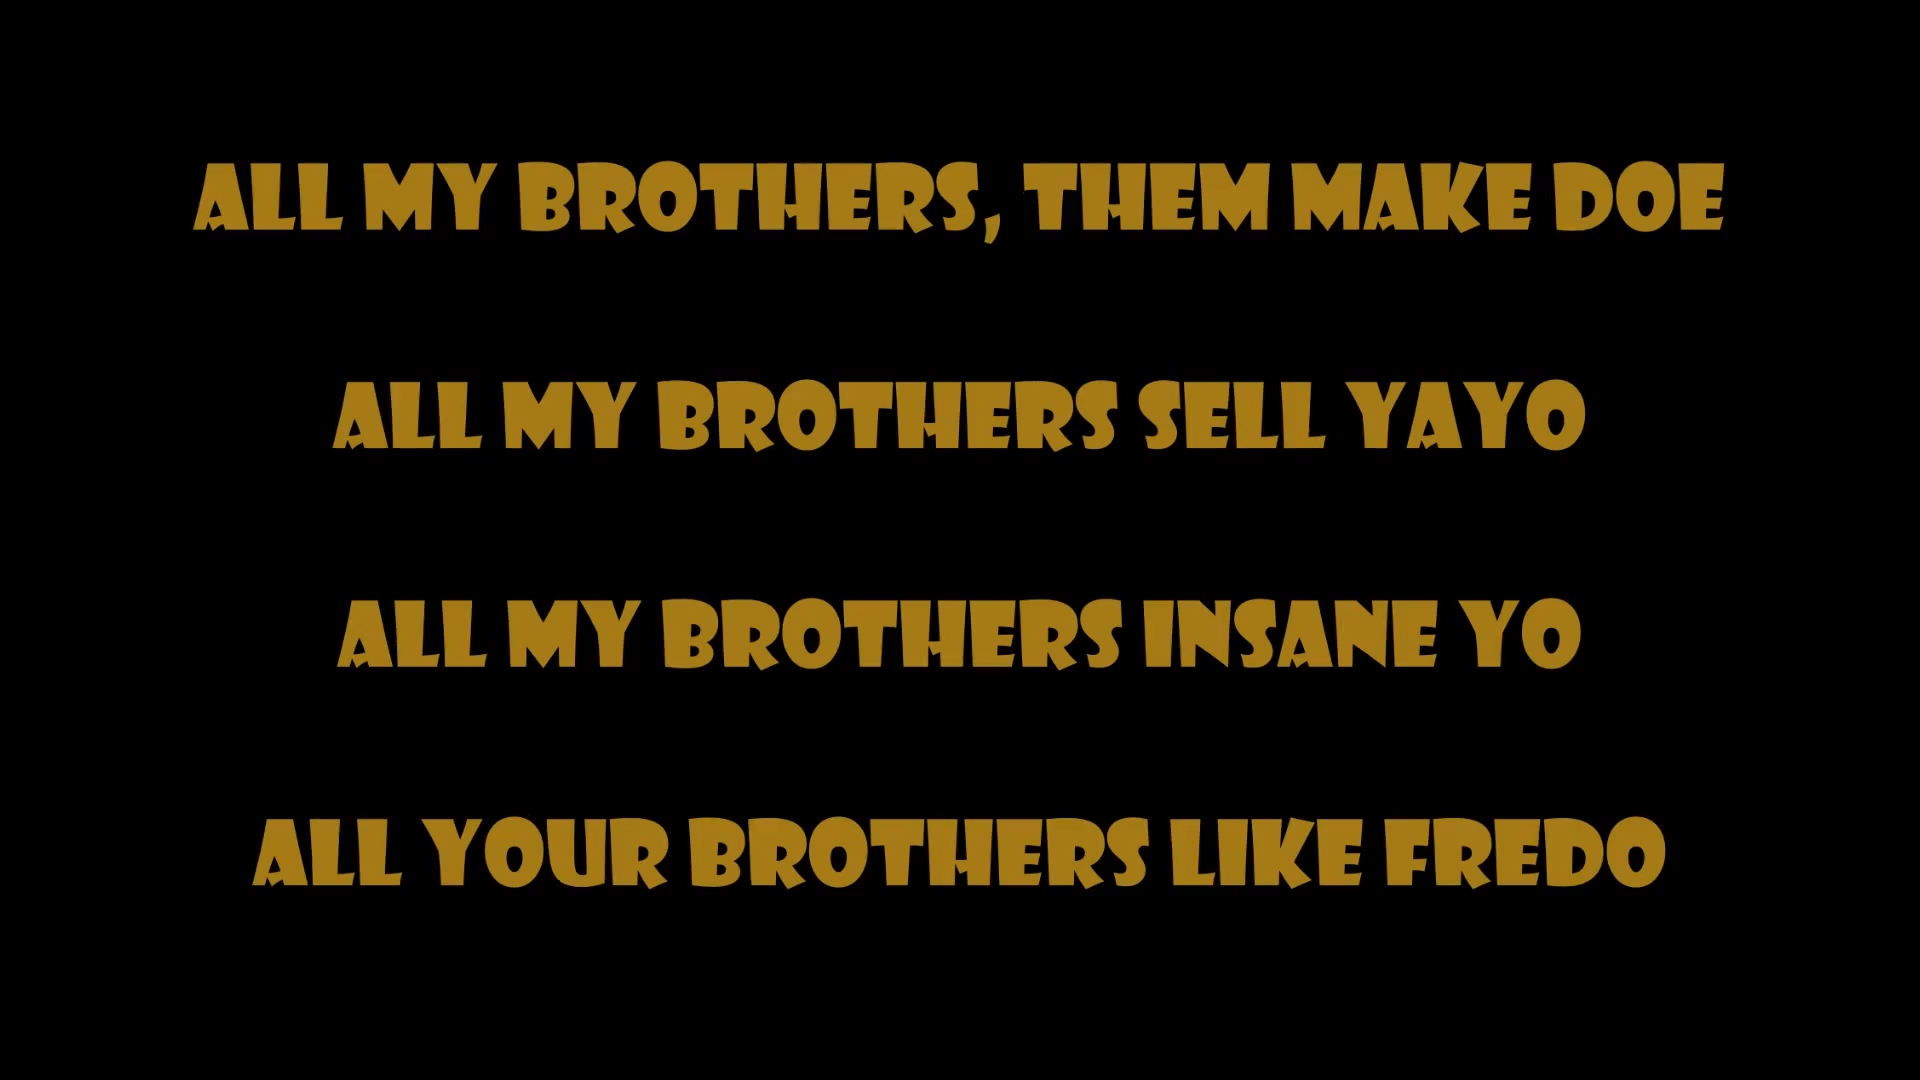 ALL MY BROTHERS, THEM MAKE DOE
ALL MY BROTHERS SELL YAYO
ALL MY BROTHERS INSANE YO
ALL YOUR BROTHERS LIKE FREDO